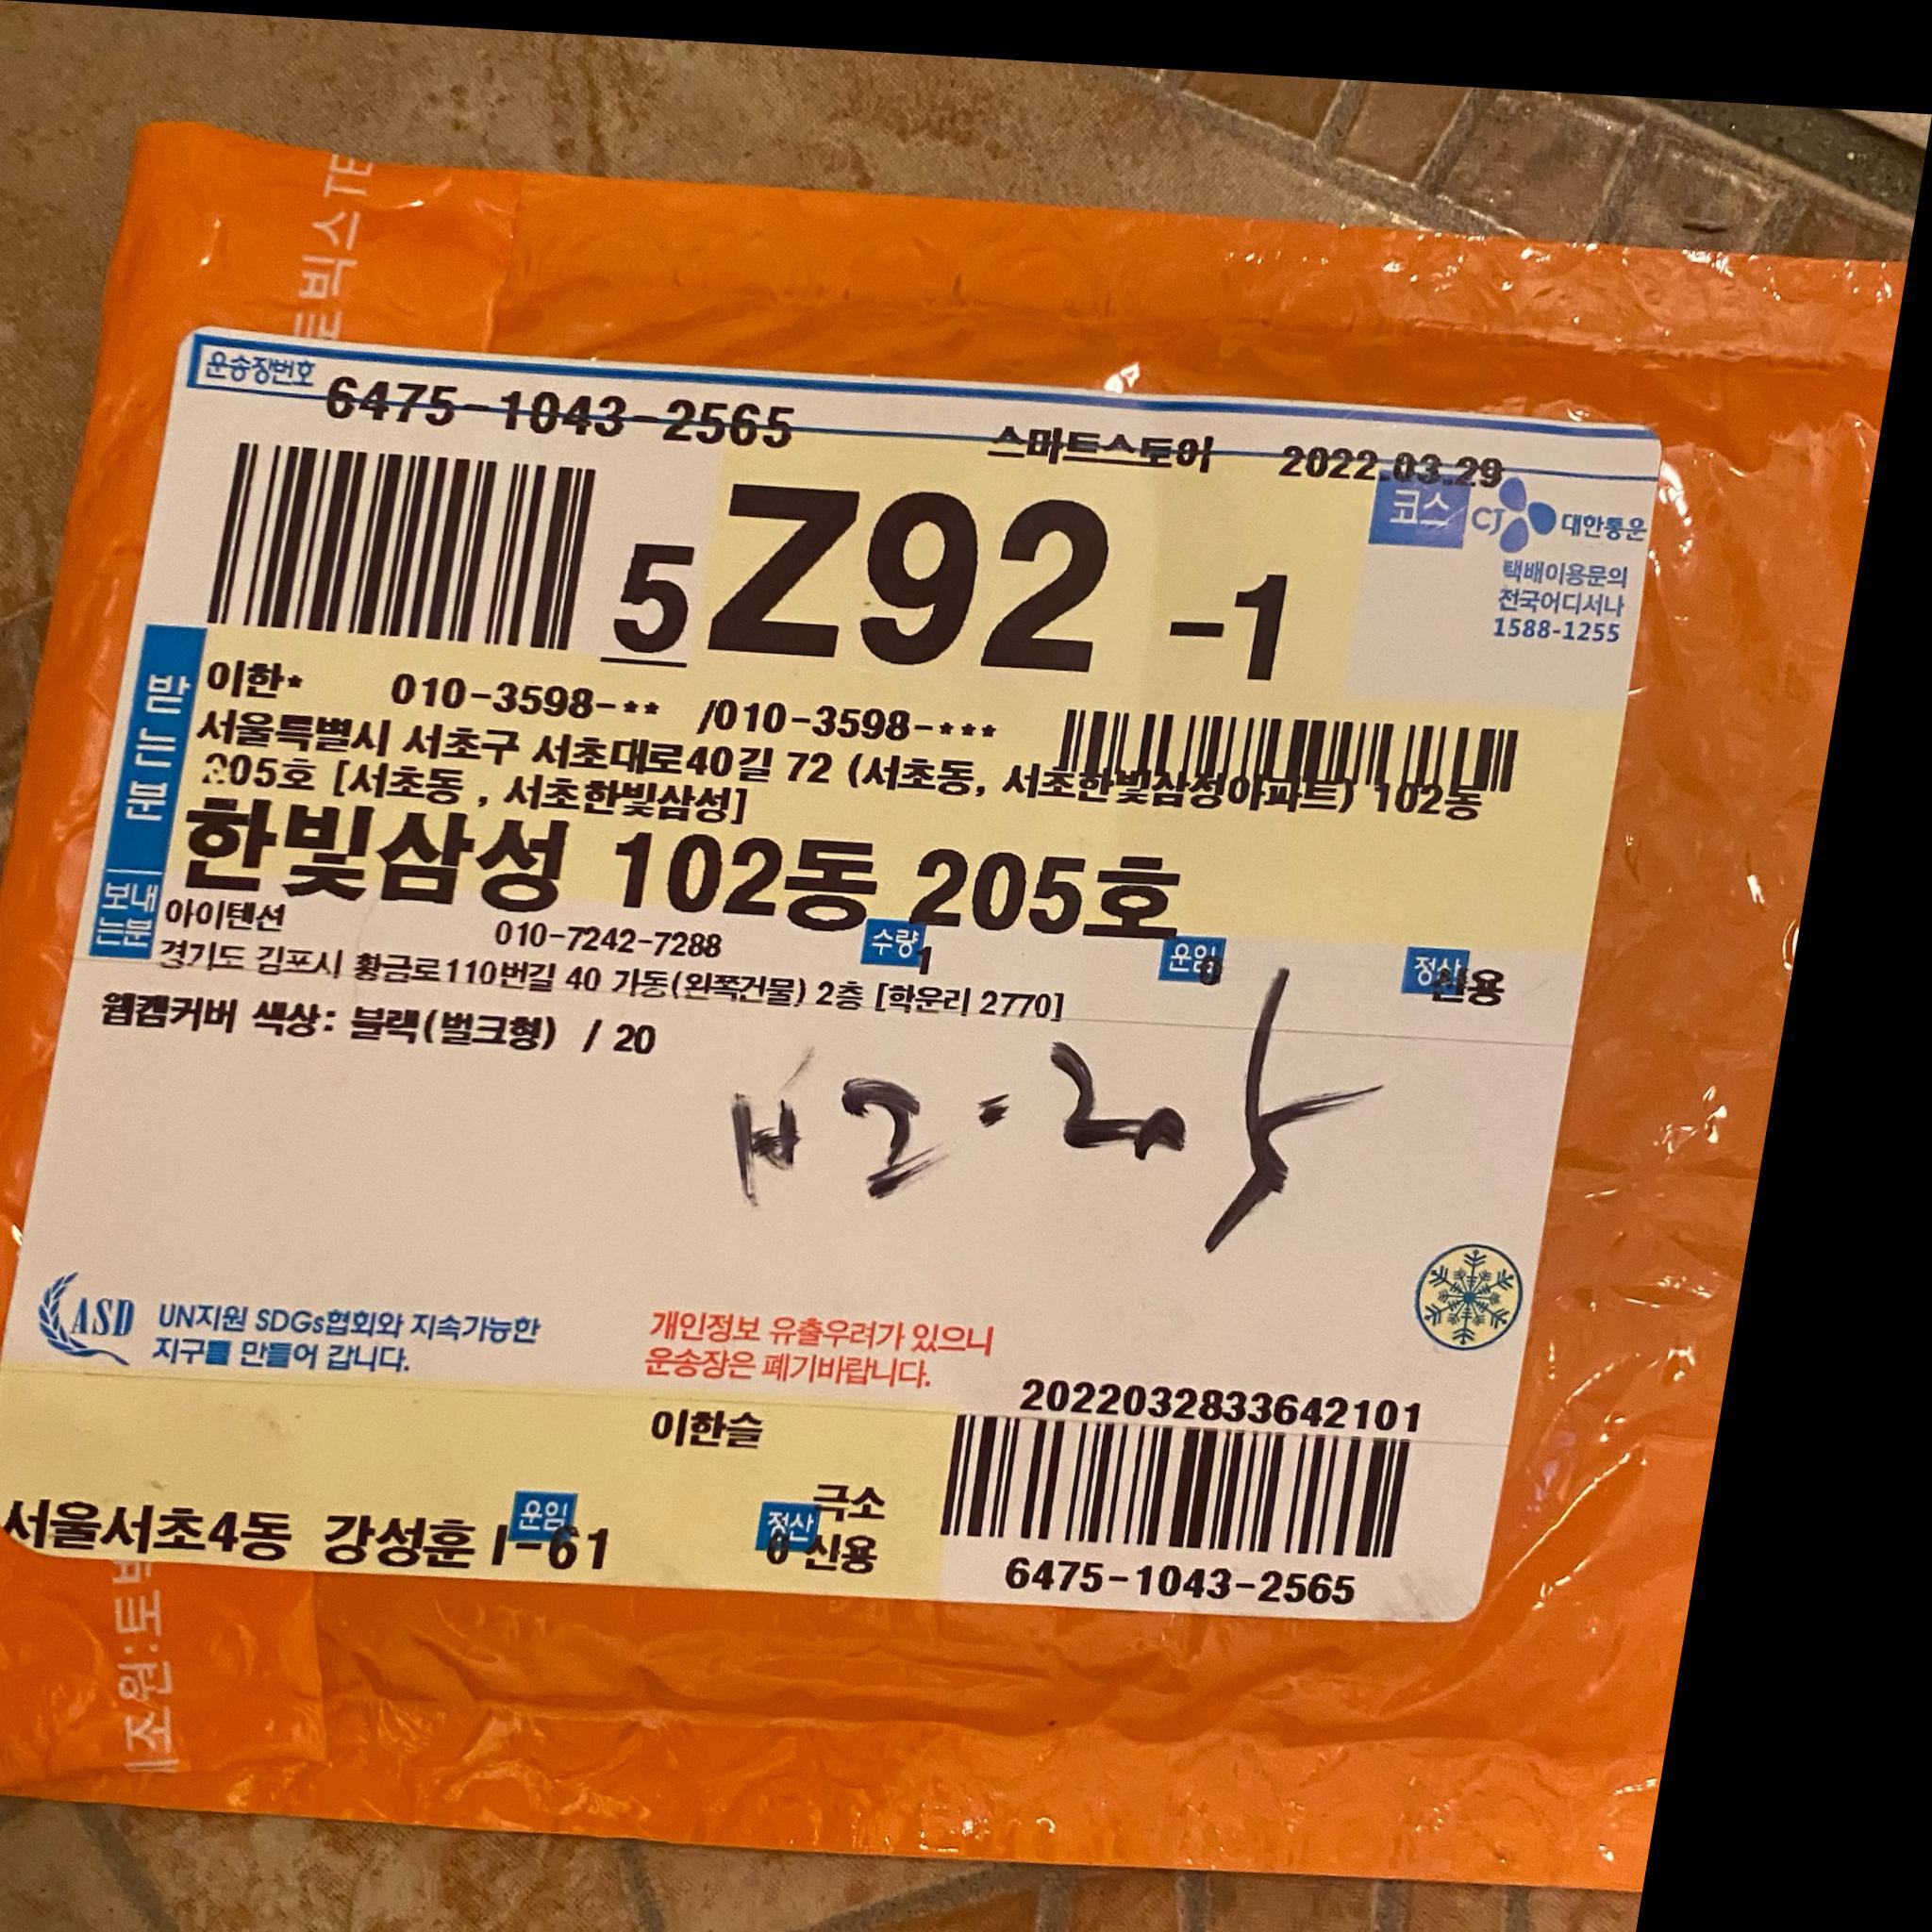 운송장번호 6475-1043-2565 스마트스토어 2022.03.29
코스 CJ 대한통운
택배이용문의
전국어디서나
1588-1255
5 Z92 -1
받는분
이한* 010-3598-** /010-3598-***
서울특별시 서초구 서초대로40길 72 (서초동, 서초한빛삼성아파트) 102동
205호 [서초동 , 서초한빛삼성]
한빛삼성 102동 205호
보내는분
아이텐션 010-7242-7288 수량 1 운임 0 정산 신용
경기도 김포시 황금로110번길 40 가동(왼쪽건물) 2층 [학운리 2770]
웹캠커버 색상: 블랙(벌크형) / 20
ASD UN지원 SDGs협회와 지속가능한
지구를 만들어 갑니다.
개인정보 유출우려가 있으니
운송장은 폐기바랍니다.
2022032833642101
이한슬
극소
서울서초4동 강성훈 I-61 운임 정산 0 신용
6475-1043-2565